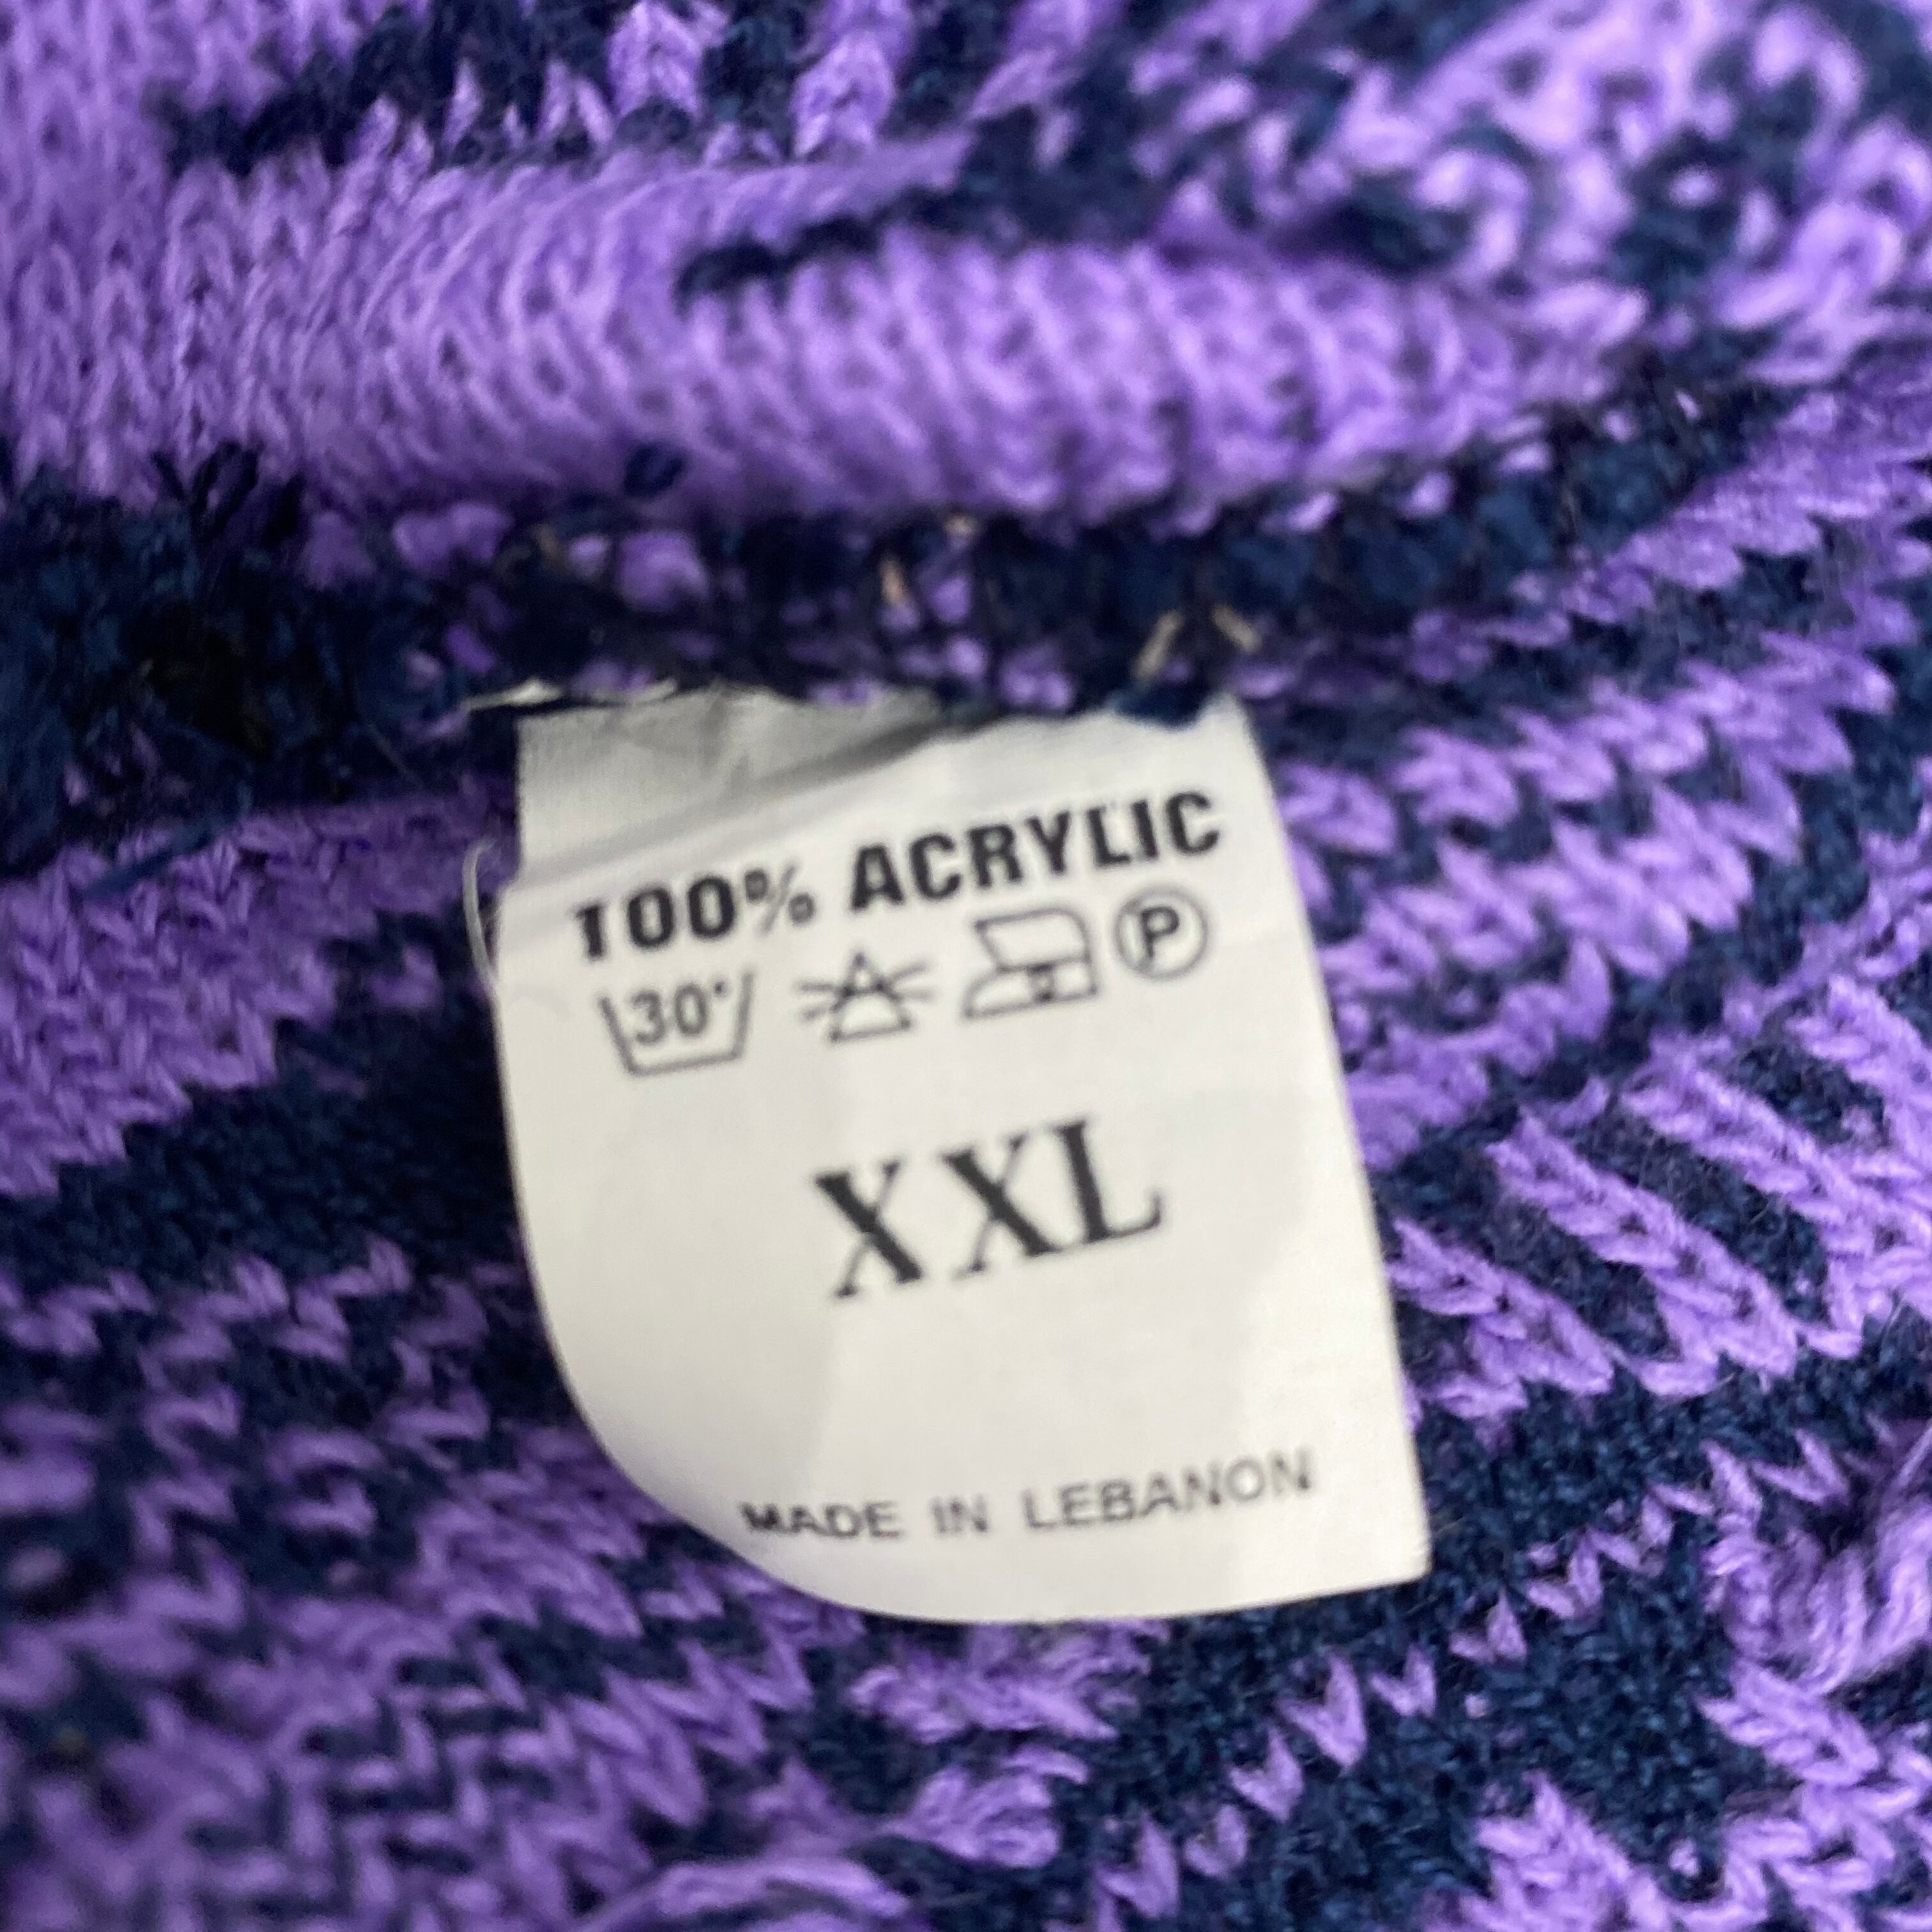 100% ACRYLIC
30° P
XXL
MADE IN LEBANON